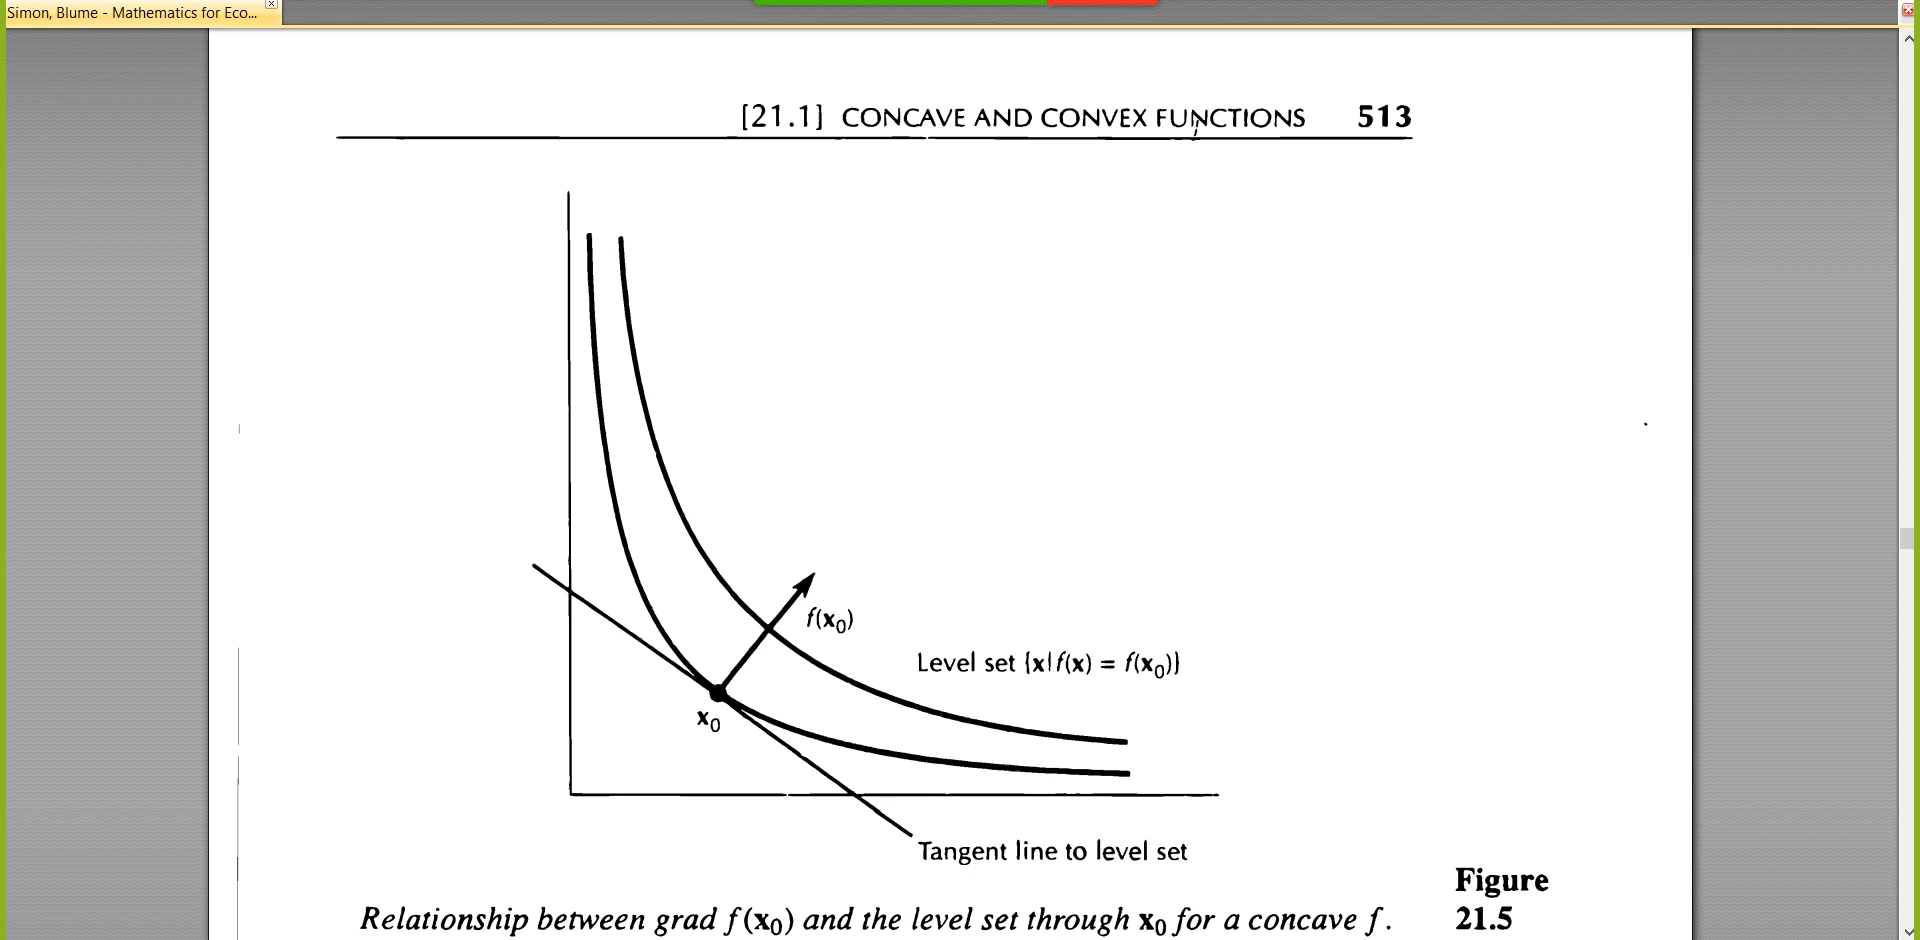 Simon, Blume - Mathematics for Eco...
[21.1] CONCAVE AND CONVEX FUNCTIONS 513
f(x₀)
Level set {x|f(x) = f(x₀)}
x₀
Tangent line to level set
Figure
21.5
Relationship between grad f(x₀) and the level set through x₀ for a concave f.